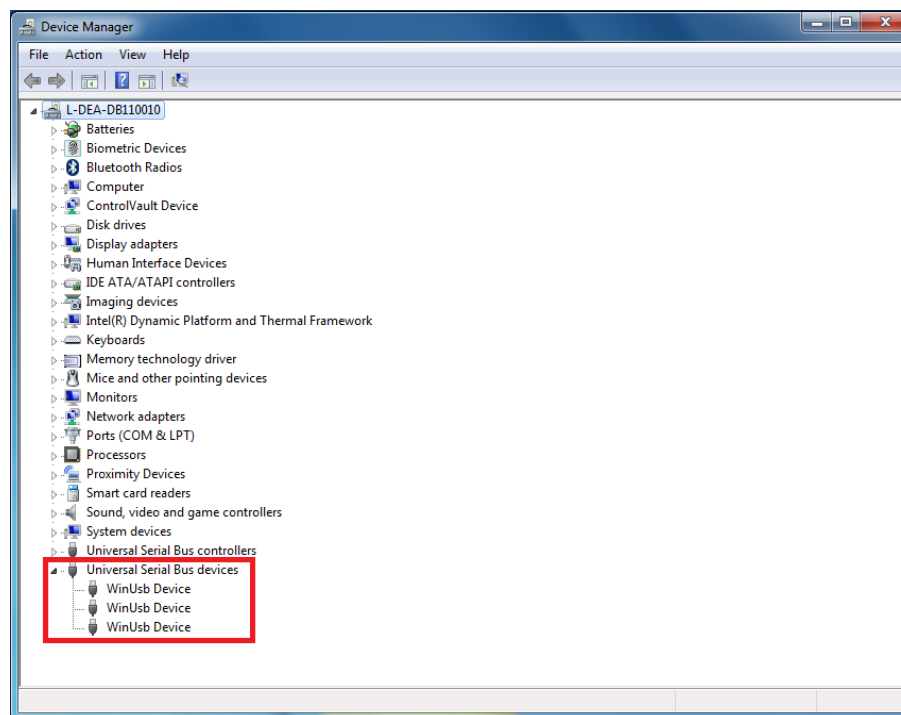 Device Manager
File Action View Help
L-DEA-DB110010
Batteries
Biometric Devices
Bluetooth Radios
Computer
ControlVault Device
Disk drives
Display adapters
Human Interface Devices
IDE ATA/ATAPI controllers
Imaging devices
Intel(R) Dynamic Platform and Thermal Framework
Keyboards
Memory technology driver
Mice and other pointing devices
Monitors
Network adapters
Ports (COM & LPT)
Processors
Proximity Devices
Smart card readers
Sound, video and game controllers
System devices
Universal Serial Bus controllers
Universal Serial Bus devices
WinUsb Device
WinUsb Device
WinUsb Device